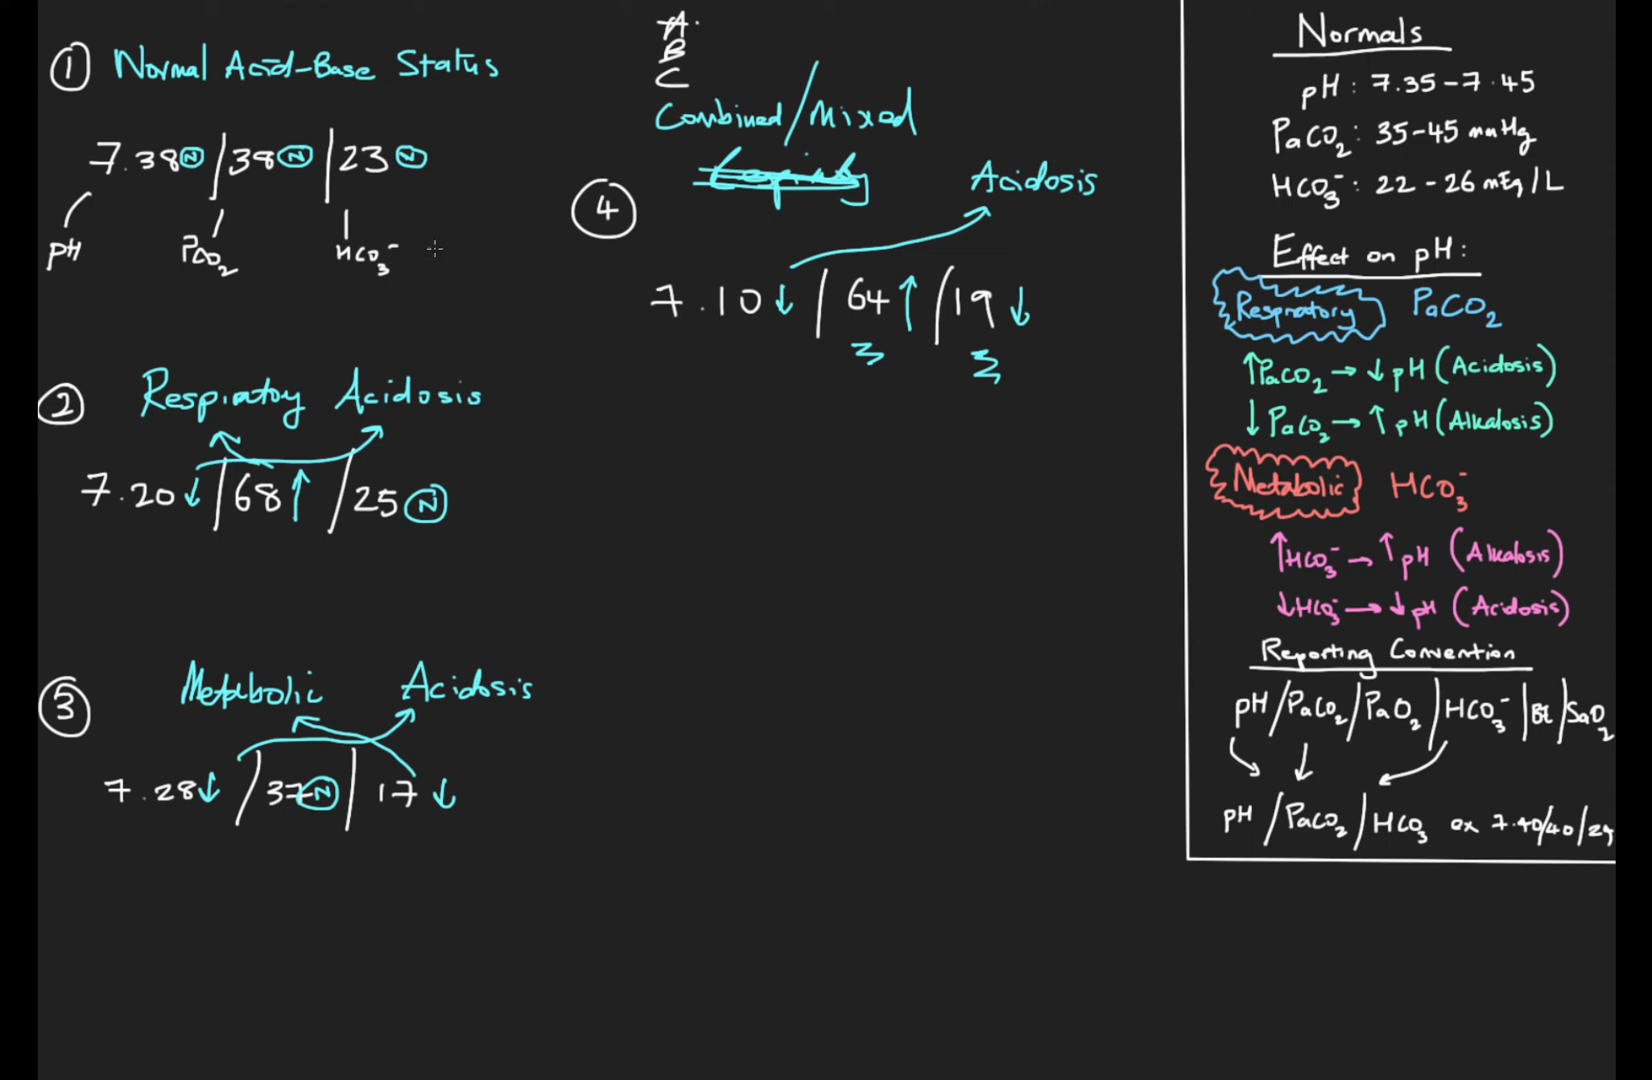 ① Normal Acid-Base Status
7.38 Ⓝ / 38 Ⓝ | 23 Ⓝ
pH PCO₂ HCO₃⁻
② Respiratory Acidosis
7.20 ↓ / 68 ↑ / 25 Ⓝ
③ Metabolic Acidosis
7.28 ↓ / 37 Ⓝ | 17 ↓
A.
B
C
Combined/Mixed
④ Acidosis
7.10 ↓ / 64 ↑ / 19 ↓
Normals
pH: 7.35-7.45
PaCO₂: 35-45 mmHg
HCO₃⁻: 22-26 mEq/L
Effect on pH:
Respiratory PaCO₂
↑PaCO₂ → ↓pH (Acidosis)
↓PaCO₂ → ↑pH (Alkalosis)
Metabolic HCO₃⁻
↑HCO₃⁻ → ↑pH (Alkalosis)
↓HCO₃⁻ → ↓pH (Acidosis)
Reporting Convention
pH/PaCO₂/PaO₂/HCO₃⁻|BE|SaO₂
pH/PaCO₂/HCO₃ ex 7.40/40/24